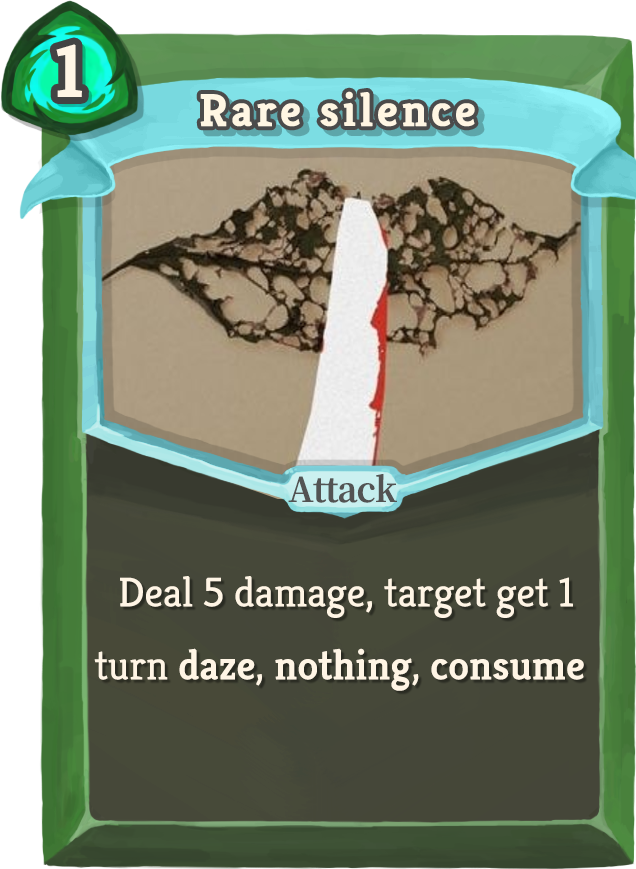 1
Rare silence
Attack
Deal 5 damage, target get 1
turn daze, nothing, consume